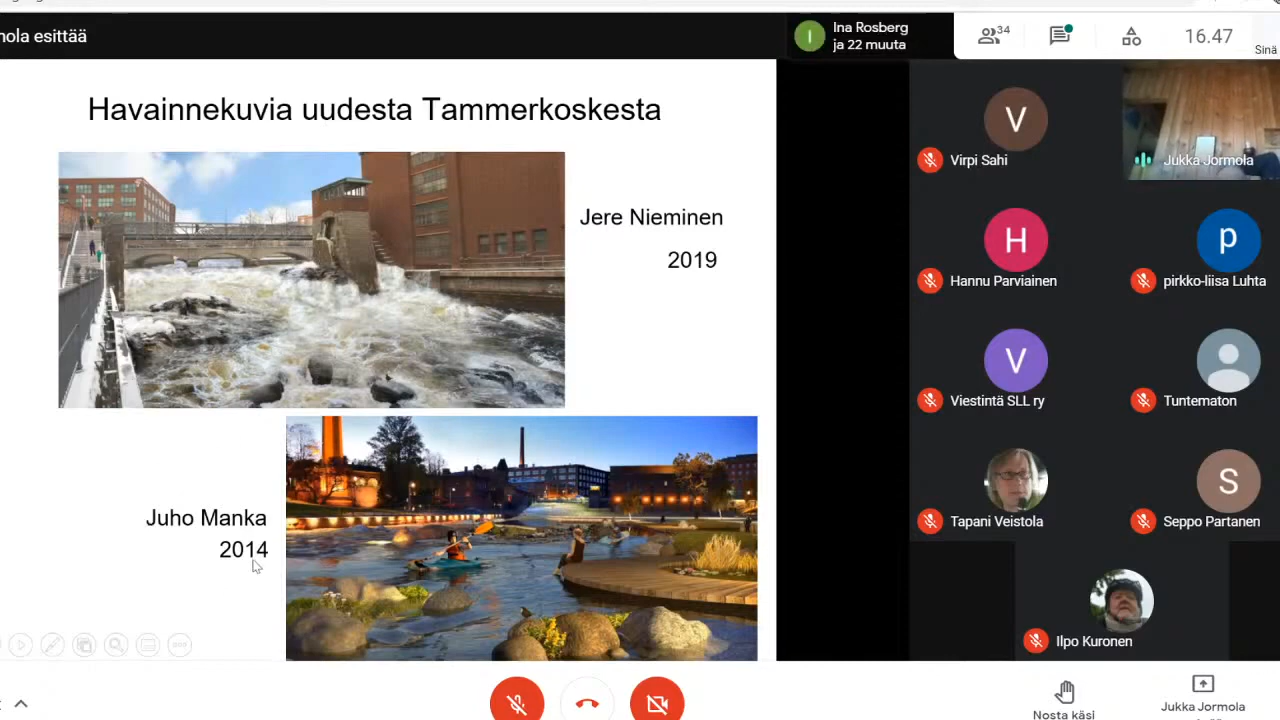 nola esittää
I
Ina Rosberg
ja 22 muuta
34
16.47
Sinä
Havainnekuvia uudesta Tammerkoskesta
Jere Nieminen
2019
Juho Manka
2014
V
Virpi Sahi
Jukka Jormola
H
Hannu Parviainen
p
pirkko-liisa Luhta
V
Viestintä SLL ry
Tuntematon
Tapani Veistola
S
Seppo Partanen
Ilpo Kuronen
Nosta käsi
Jukka Jormola